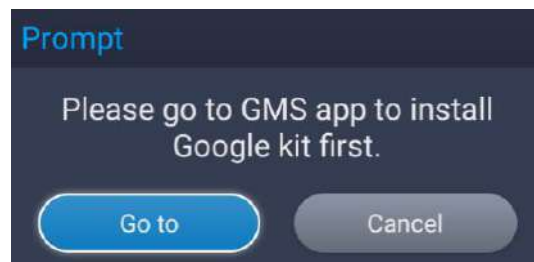 Prompt
Please go to GMS app to install
Google kit first.
Go to
Cancel